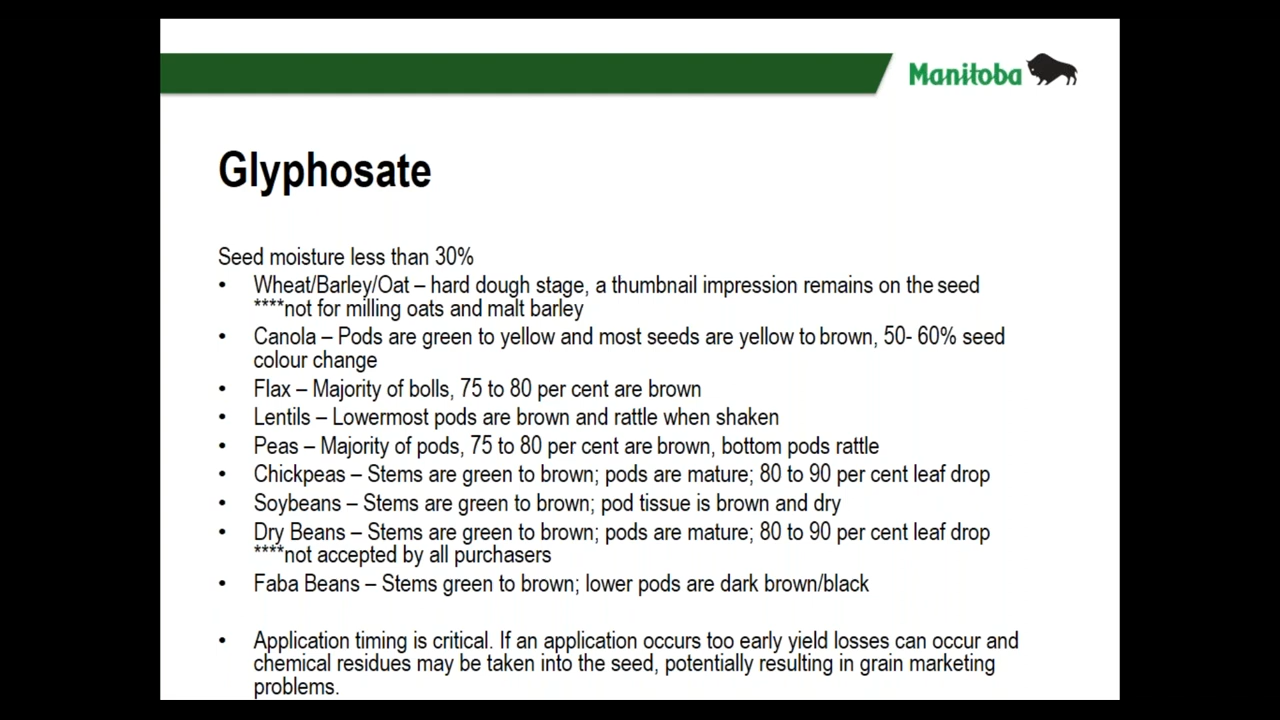 Manitoba
Glyphosate
Seed moisture less than 30%
• Wheat/Barley/Oat – hard dough stage, a thumbnail impression remains on the seed
****not for milling oats and malt barley
• Canola – Pods are green to yellow and most seeds are yellow to brown, 50- 60% seed
colour change
• Flax – Majority of bolls, 75 to 80 per cent are brown
• Lentils – Lowermost pods are brown and rattle when shaken
• Peas – Majority of pods, 75 to 80 per cent are brown, bottom pods rattle
• Chickpeas – Stems are green to brown; pods are mature; 80 to 90 per cent leaf drop
• Soybeans – Stems are green to brown; pod tissue is brown and dry
• Dry Beans – Stems are green to brown; pods are mature; 80 to 90 per cent leaf drop
****not accepted by all purchasers
• Faba Beans – Stems green to brown; lower pods are dark brown/black
• Application timing is critical. If an application occurs too early yield losses can occur and
chemical residues may be taken into the seed, potentially resulting in grain marketing
problems.